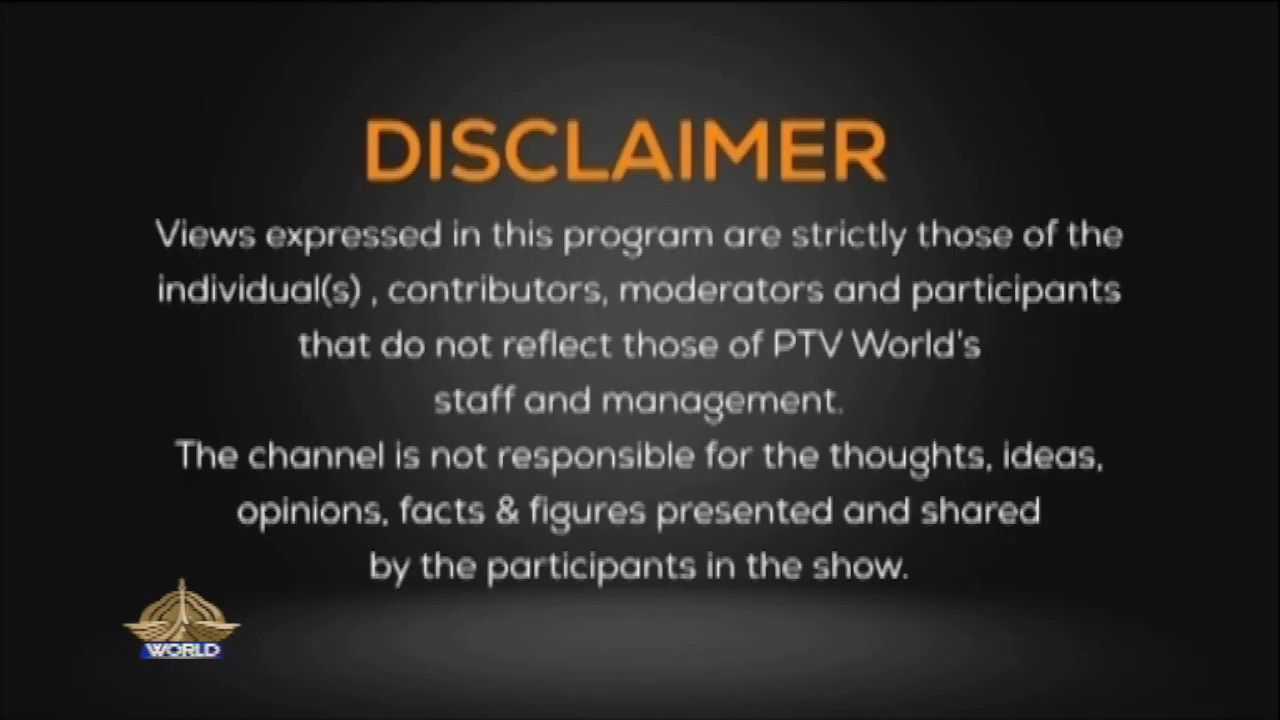 DISCLAIMER
Views expressed in this program are strictly those of the
individual(s) , contributors, moderators and participants
that do not reflect those of PTV World's
staff and management.
The channel is not responsible for the thoughts, ideas,
opinions, facts & figures presented and shared
by the participants in the show.
WORLD